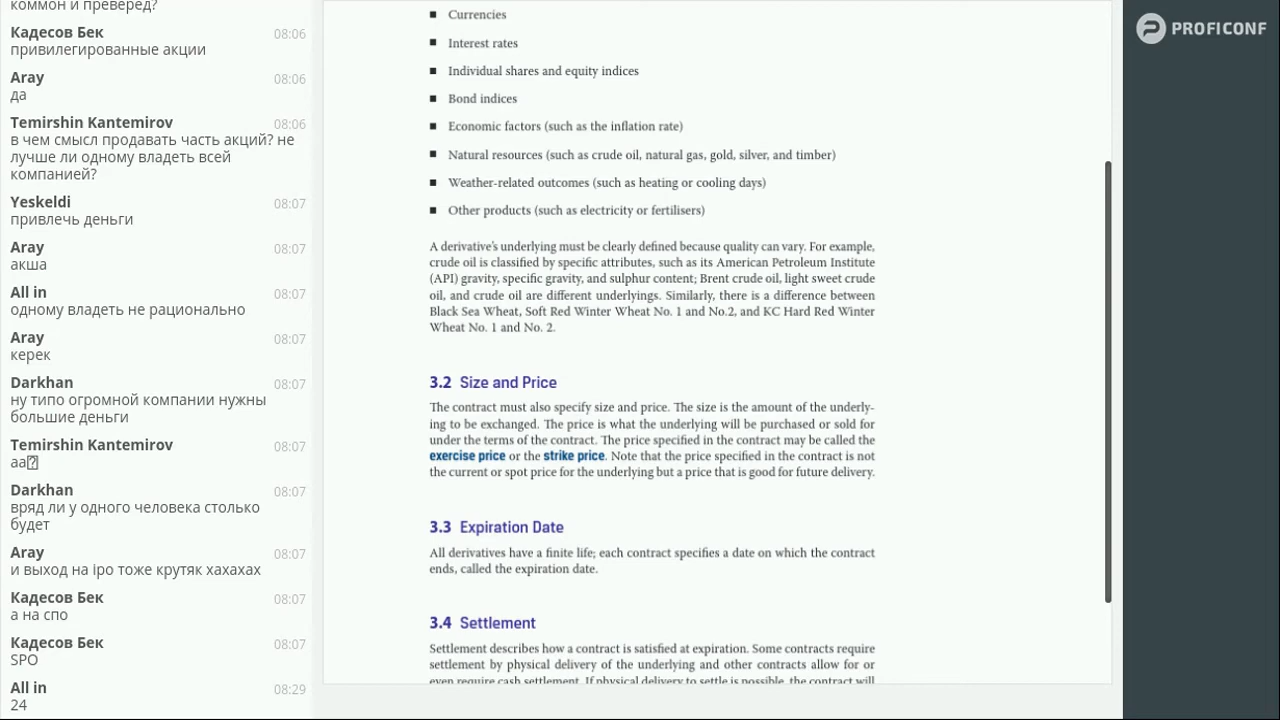 коммон и преверед?
Кадесов Бек 08:06
привилегированные акции
Aray 08:06
да
Temirshin Kantemirov 08:06
в чем смысл продавать часть акций? не
лучше ли одному владеть всей
компанией?
Yeskeldi 08:07
привлечь деньги
Aray 08:07
акша
All in 08:07
одному владеть не рационально
Aray 08:07
керек
Darkhan 08:07
ну типо огромной компании нужны
большие деньги
Temirshin Kantemirov 08:07
аа
Darkhan 08:07
вряд ли у одного человека столько
будет
Aray 08:07
и выход на ipo тоже крутяк хахахах
Кадесов Бек 08:07
а на спо
Кадесов Бек 08:07
SPO
All in 08:29
24
■ Currencies
■ Interest rates
■ Individual shares and equity indices
■ Bond indices
■ Economic factors (such as the inflation rate)
■ Natural resources (such as crude oil, natural gas, gold, silver, and timber)
■ Weather-related outcomes (such as heating or cooling days)
■ Other products (such as electricity or fertilisers)
A derivative's underlying must be clearly defined because quality can vary. For example,
crude oil is classified by specific attributes, such as its American Petroleum Institute
(API) gravity, specific gravity, and sulphur content; Brent crude oil, light sweet crude
oil, and crude oil are different underlyings. Similarly, there is a difference between
Black Sea Wheat, Soft Red Winter Wheat No. 1 and No.2, and KC Hard Red Winter
Wheat No. 1 and No. 2.
3.2 Size and Price
The contract must also specify size and price. The size is the amount of the underly-
ing to be exchanged. The price is what the underlying will be purchased or sold for
under the terms of the contract. The price specified in the contract may be called the
exercise price or the strike price. Note that the price specified in the contract is not
the current or spot price for the underlying but a price that is good for future delivery.
3.3 Expiration Date
All derivatives have a finite life; each contract specifies a date on which the contract
ends, called the expiration date.
3.4 Settlement
Settlement describes how a contract is satisfied at expiration. Some contracts require
settlement by physical delivery of the underlying and other contracts allow for or
even require cash settlement. If physical delivery to settle is possible, the contract will
PROFICONF